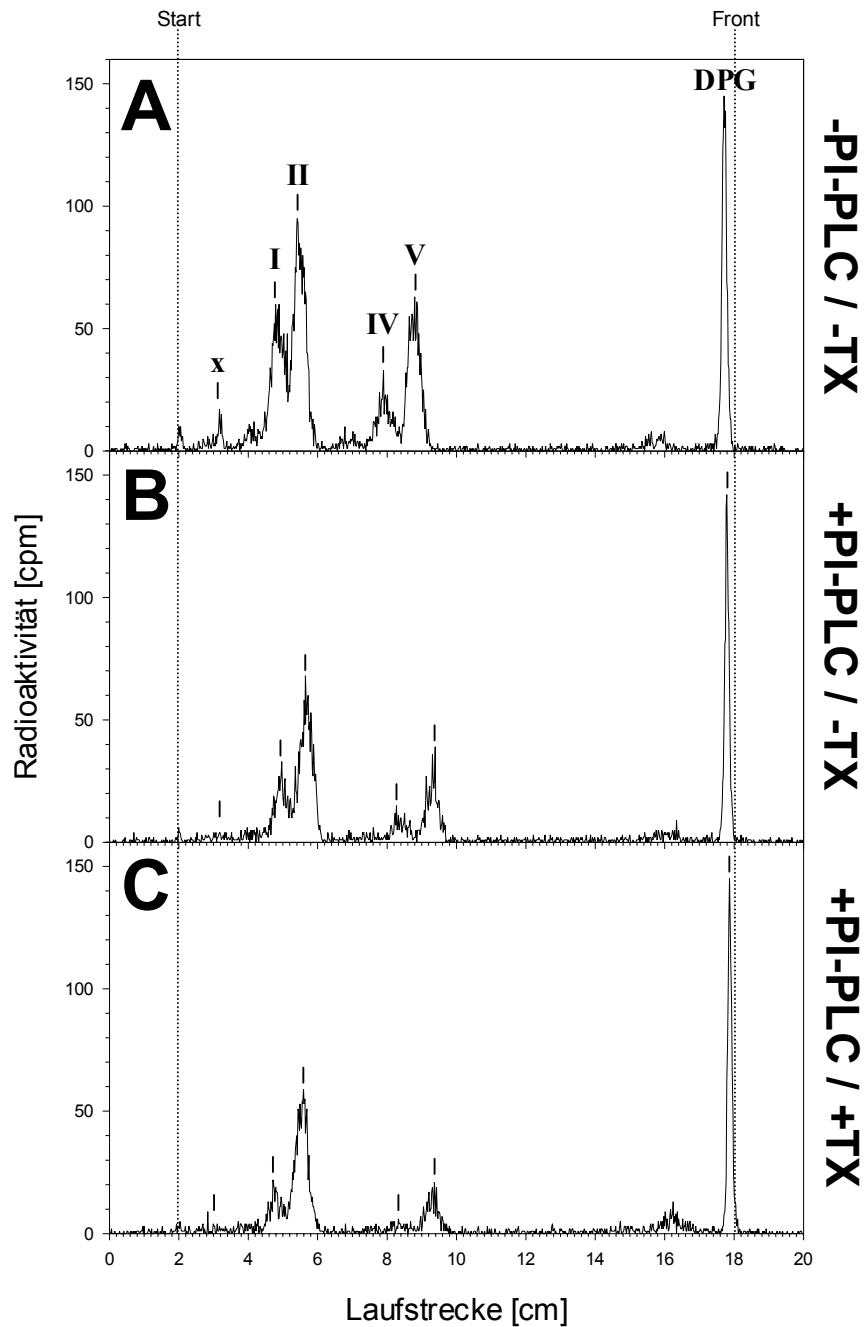 Start Front
150
100
50
0
A
x
I
II
IV
V
DPG
-PI-PLC / -TX
150
100
50
0
B
+PI-PLC / -TX
150
100
50
0
C
+PI-PLC / +TX
Radioaktivität [cpm]
0 2 4 6 8 10 12 14 16 18 20
Laufstrecke [cm]